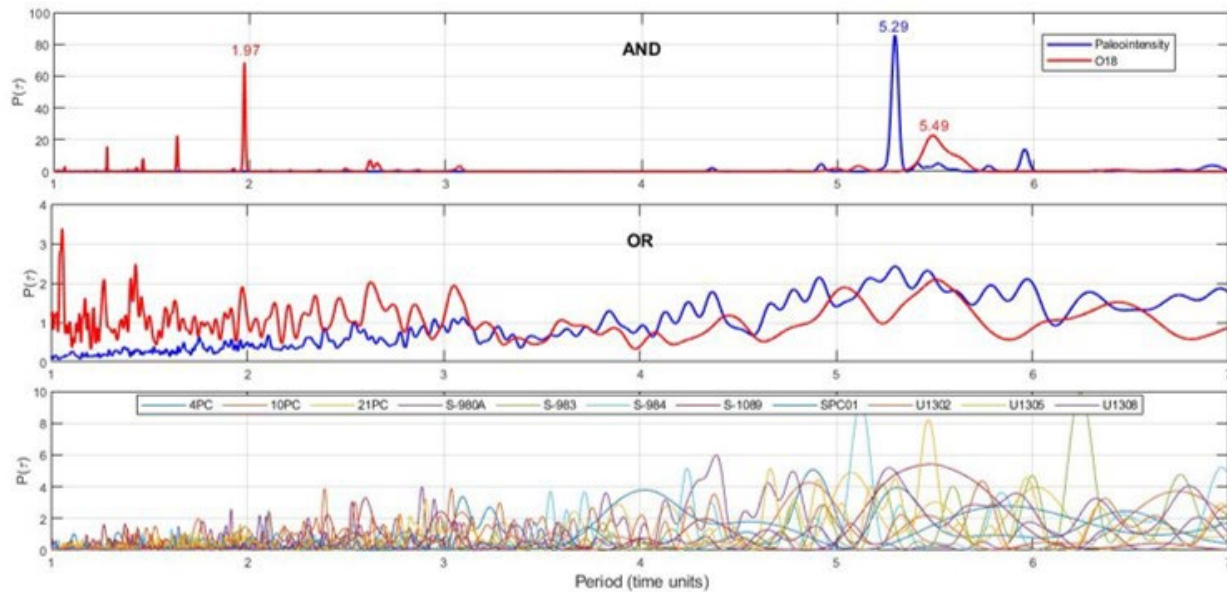 100
80
60
40
20
0
P(τ)
1.97
AND
5.29
5.49
Paleointensity
O18
1 2 3 4 5 6
4
3
2
1
0
P(τ)
OR
1 2 3 4 5 6 7
10
8
6
4
2
0
P(τ)
4PC 10PC 21PC S-980A S-983 S-984 S-1089 SPC01 U1302 U1305 U1308
1 2 3 4 5 6 7
Period (time units)